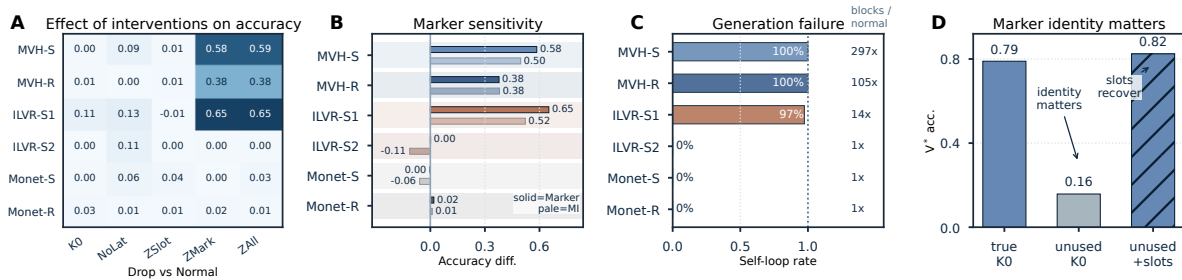 A Effect of interventions on accuracy
MVH-S 0.00 0.09 0.01 0.58 0.59
MVH-R 0.01 0.00 0.01 0.38 0.38
ILVR-S1 0.11 0.13 -0.01 0.65 0.65
ILVR-S2 0.00 0.11 0.00 0.00 0.00
Monet-S 0.00 0.06 0.04 0.00 0.03
Monet-R 0.03 0.01 0.01 0.02 0.01
K0 NoLat ZSlot ZMark ZAll
Drop vs Normal
B Marker sensitivity
MVH-S 0.58
0.50
MVH-R 0.38
0.38
ILVR-S1 0.65
0.52
ILVR-S2 0.00
-0.11
Monet-S 0.00
-0.06
Monet-R 0.02
0.01
solid=Marker
pale=MI
0.0 0.3 0.6
Accuracy diff.
C Generation failure
blocks /
normal
MVH-S 100% 297x
MVH-R 100% 105x
ILVR-S1 97% 14x
ILVR-S2 0% 1x
Monet-S 0% 1x
Monet-R 0% 1x
0.0 0.5 1.0
Self-loop rate
D Marker identity matters
V* acc.
0.8
0.4
0.0
0.79
identity
matters
0.16
0.82
slots
recover
true
K0
unused
K0
unused
+slots